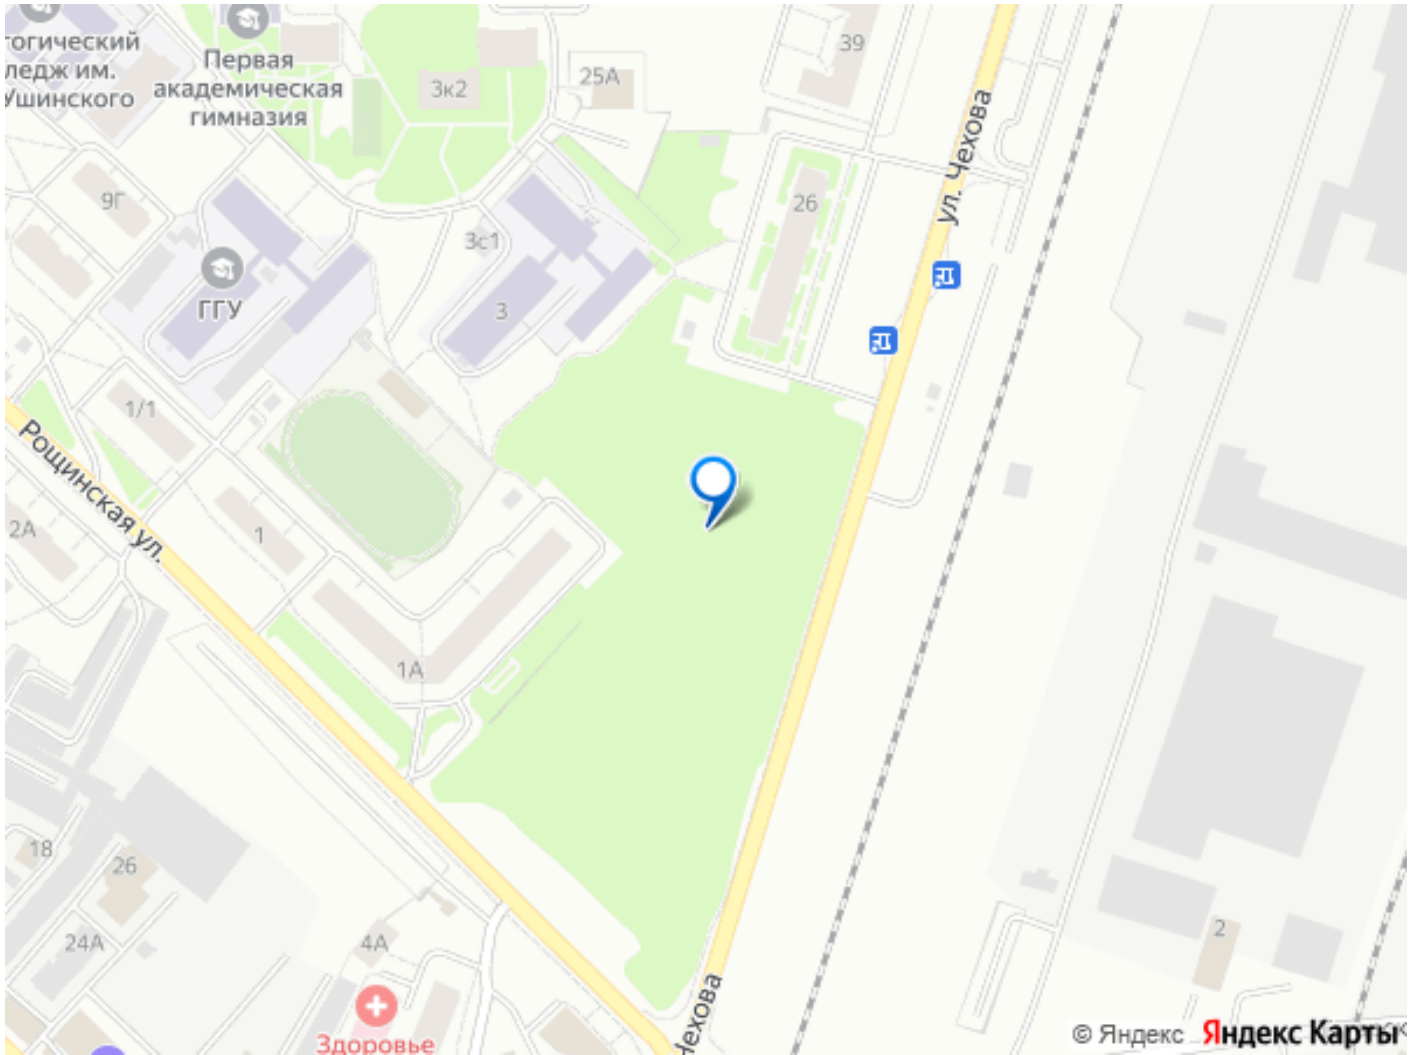 гогический
ледж им.
Ушинского
Первая
академическая
гимназия
3к2
25А
39
ул. Чехова
9Г
3с1
26
ГГУ
3
1/1
Рощинская ул.
2А
1
1А
18
26
24А
4А
Здоровье
Чехова
2
© Яндекс Яндекс Карты